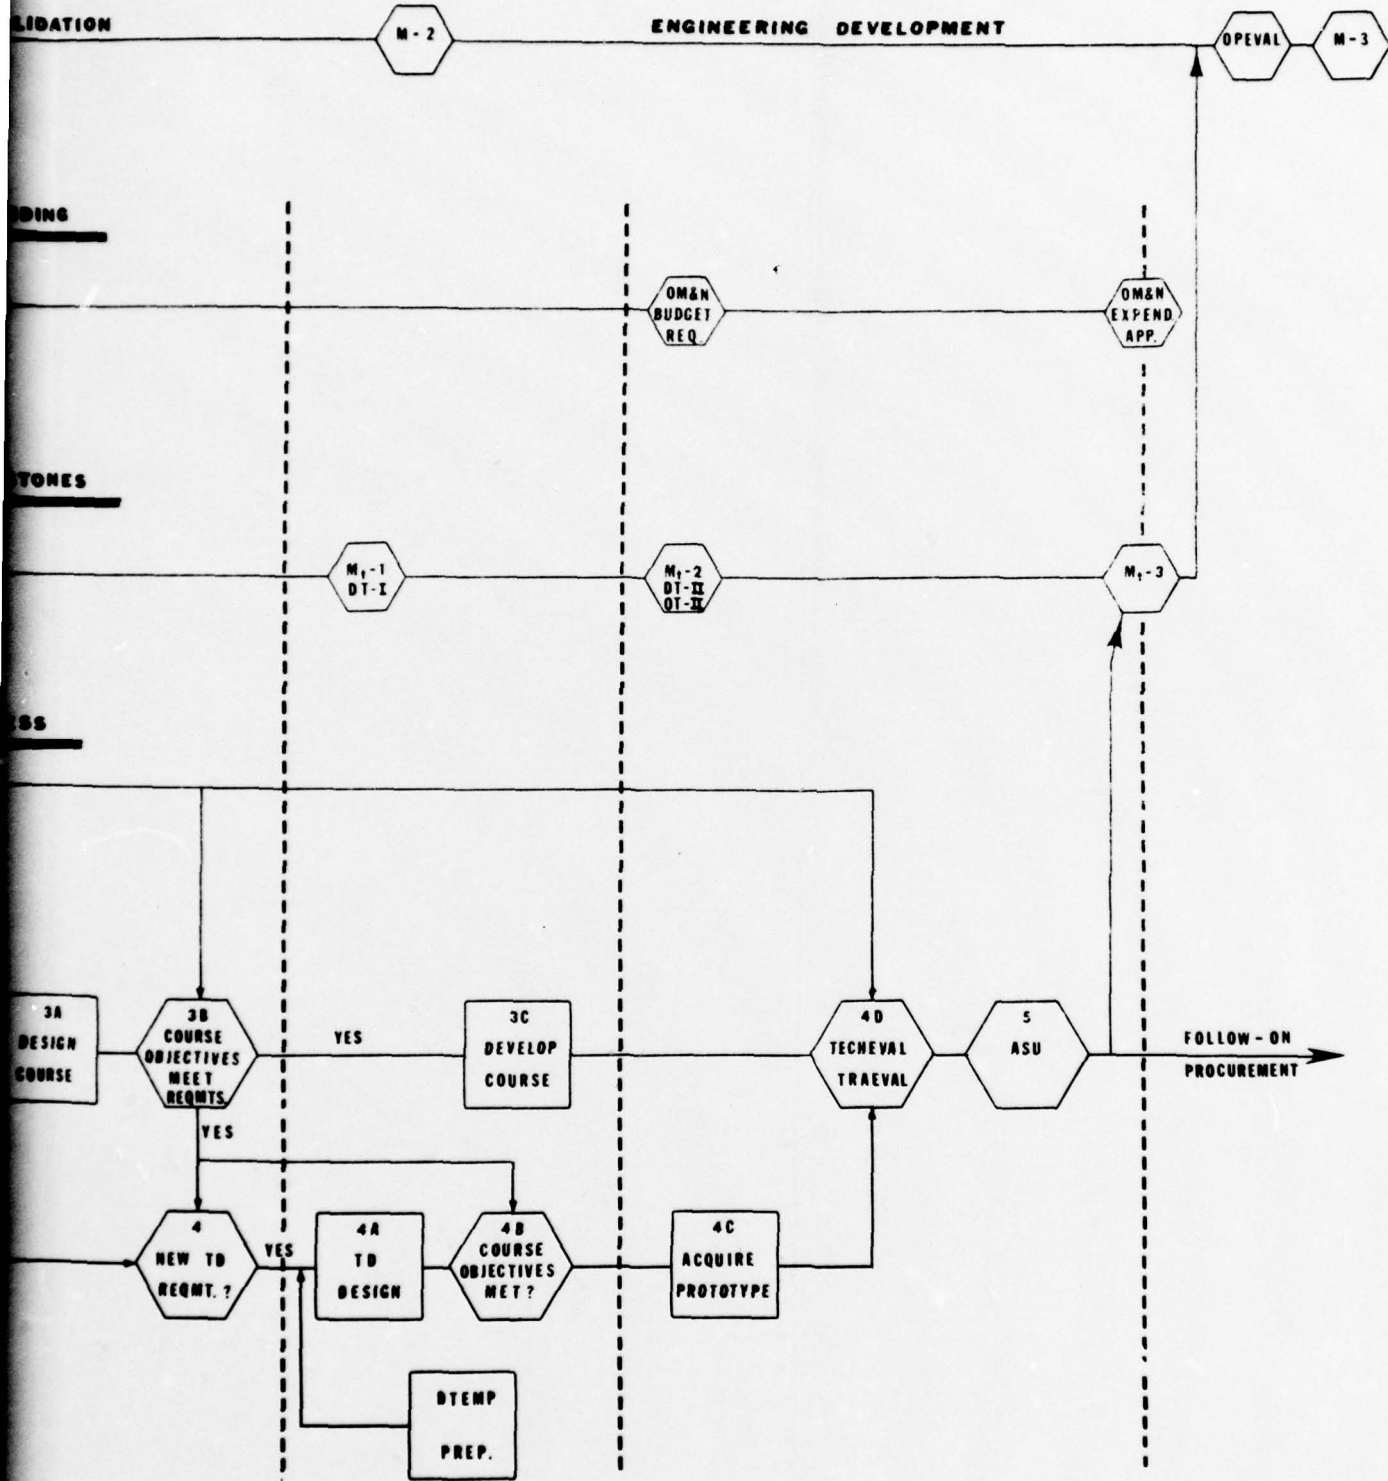 LIDATION
M-2
ENGINEERING DEVELOPMENT
OPEVAL
M-3
DING
OM&N
BUDGET
REQ.
OM&N
EXPEND.
APP.
TONES
Mt-1
DT-I
Mt-2
DT-II
OT-II
Mt-3
ESS
3A
DESIGN
COURSE
3B
COURSE
OBJECTIVES
MEET
REQMTS.
YES
3C
DEVELOP
COURSE
4D
TECHEVAL
TRAEVAL
5
ASU
FOLLOW-ON
PROCUREMENT
YES
4
NEW TD
REQMT.?
YES
4A
TD
DESIGN
4B
COURSE
OBJECTIVES
MET?
4C
ACQUIRE
PROTOTYPE
DTEMP
PREP.